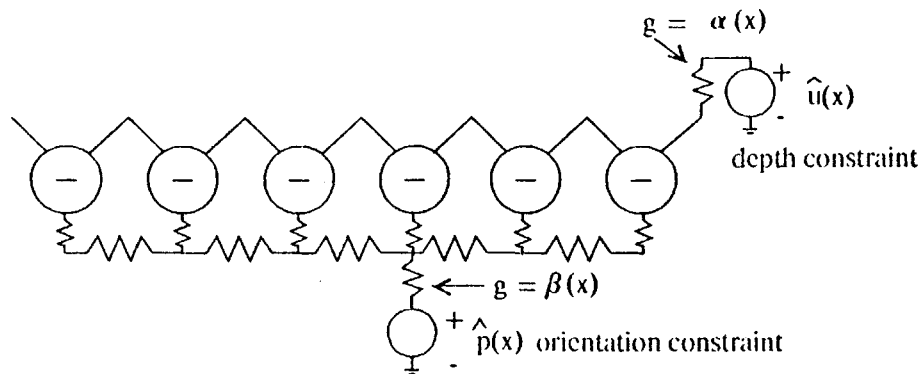 g = α(x)
+
û(x)
-
depth constraint
− − − − − −
g = β(x)
+
p̂(x) orientation constraint
-